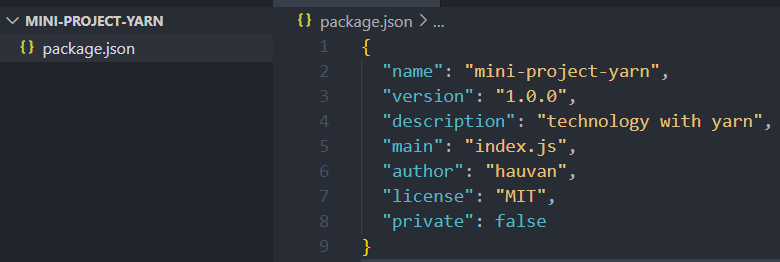 MINI-PROJECT-YARN
{} package.json
{} package.json > ...
1 {
2 "name": "mini-project-yarn",
3 "version": "1.0.0",
4 "description": "technology with yarn",
5 "main": "index.js",
6 "author": "hauvan",
7 "license": "MIT",
8 "private": false
9 }